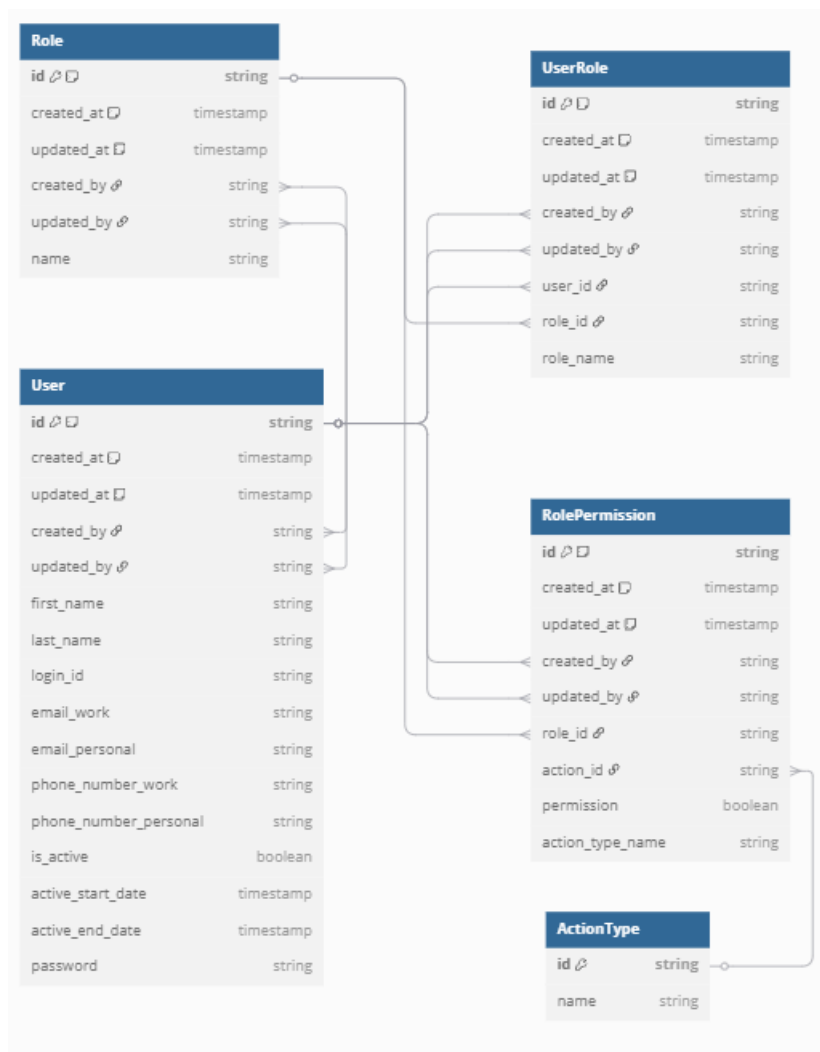 Role
id string
created_at timestamp
updated_at timestamp
created_by string
updated_by string
name string
User
id string
created_at timestamp
updated_at timestamp
created_by string
updated_by string
first_name string
last_name string
login_id string
email_work string
email_personal string
phone_number_work string
phone_number_personal string
is_active boolean
active_start_date timestamp
active_end_date timestamp
password string
UserRole
id string
created_at timestamp
updated_at timestamp
created_by string
updated_by string
user_id string
role_id string
role_name string
RolePermission
id string
created_at timestamp
updated_at timestamp
created_by string
updated_by string
role_id string
action_id string
permission boolean
action_type_name string
ActionType
id string
name string